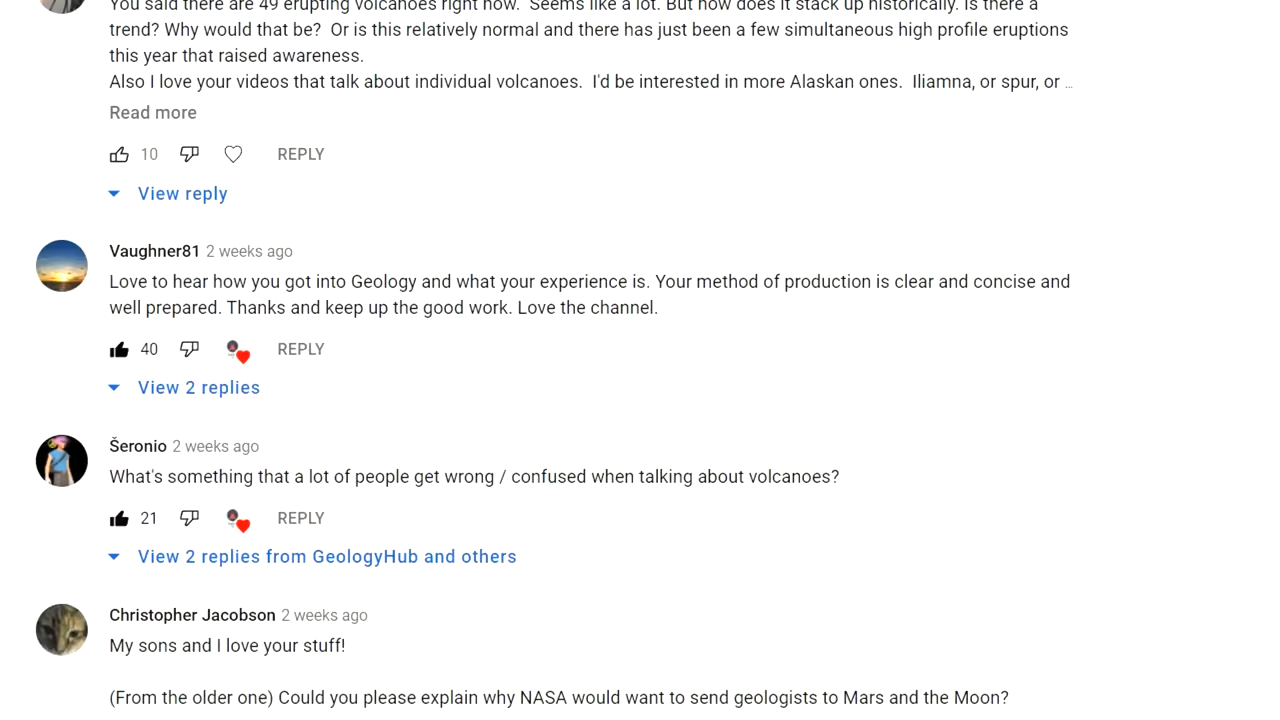 You said there are 49 erupting volcanoes right now.  Seems like a lot. But how does it stack up historically. Is there a
trend? Why would that be?  Or is this relatively normal and there has just been a few simultaneous high profile eruptions
this year that raised awareness.
Also I love your videos that talk about individual volcanoes.  I'd be interested in more Alaskan ones.  Iliamna, or spur, or ...
Read more
10 REPLY
View reply
Vaughner81 2 weeks ago
Love to hear how you got into Geology and what your experience is. Your method of production is clear and concise and
well prepared. Thanks and keep up the good work. Love the channel.
40 REPLY
View 2 replies
Šeronio 2 weeks ago
What's something that a lot of people get wrong / confused when talking about volcanoes?
21 REPLY
View 2 replies from GeologyHub and others
Christopher Jacobson 2 weeks ago
My sons and I love your stuff!
(From the older one) Could you please explain why NASA would want to send geologists to Mars and the Moon?